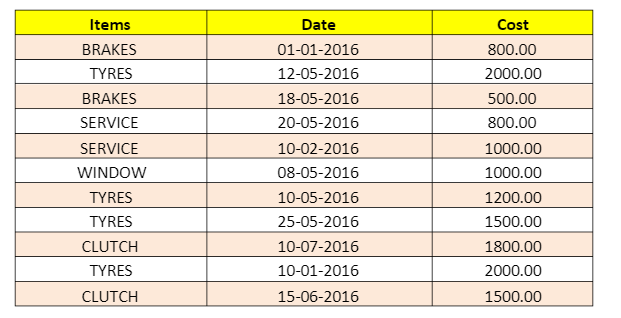 Items Date Cost
BRAKES 01-01-2016 800.00
TYRES 12-05-2016 2000.00
BRAKES 18-05-2016 500.00
SERVICE 20-05-2016 800.00
SERVICE 10-02-2016 1000.00
WINDOW 08-05-2016 1000.00
TYRES 10-05-2016 1200.00
TYRES 25-05-2016 1500.00
CLUTCH 10-07-2016 1800.00
TYRES 10-01-2016 2000.00
CLUTCH 15-06-2016 1500.00